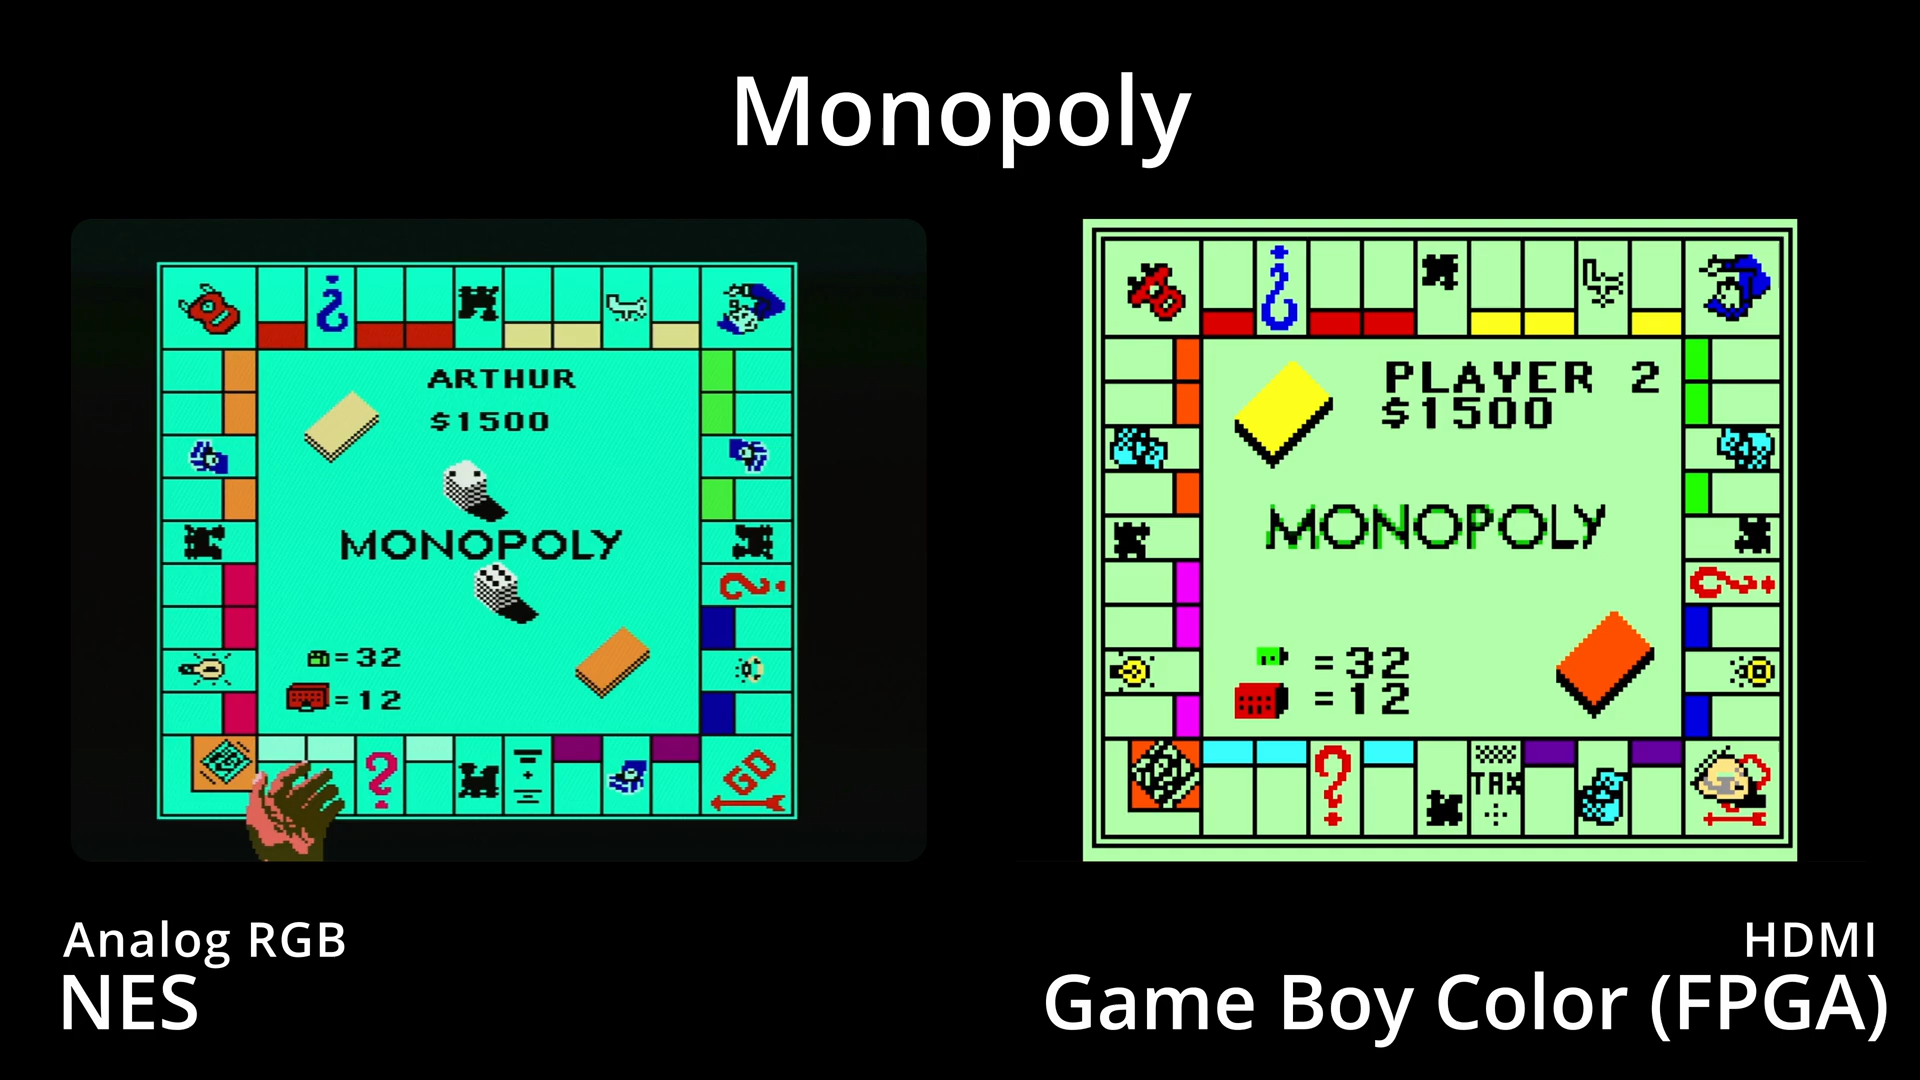 Monopoly
ARTHUR
$1500
MONOPOLY
=32
=12
GO
PLAYER 2
$1500
MONOPOLY
=32
=12
TAX
Analog RGB
NES
HDMI
Game Boy Color (FPGA)